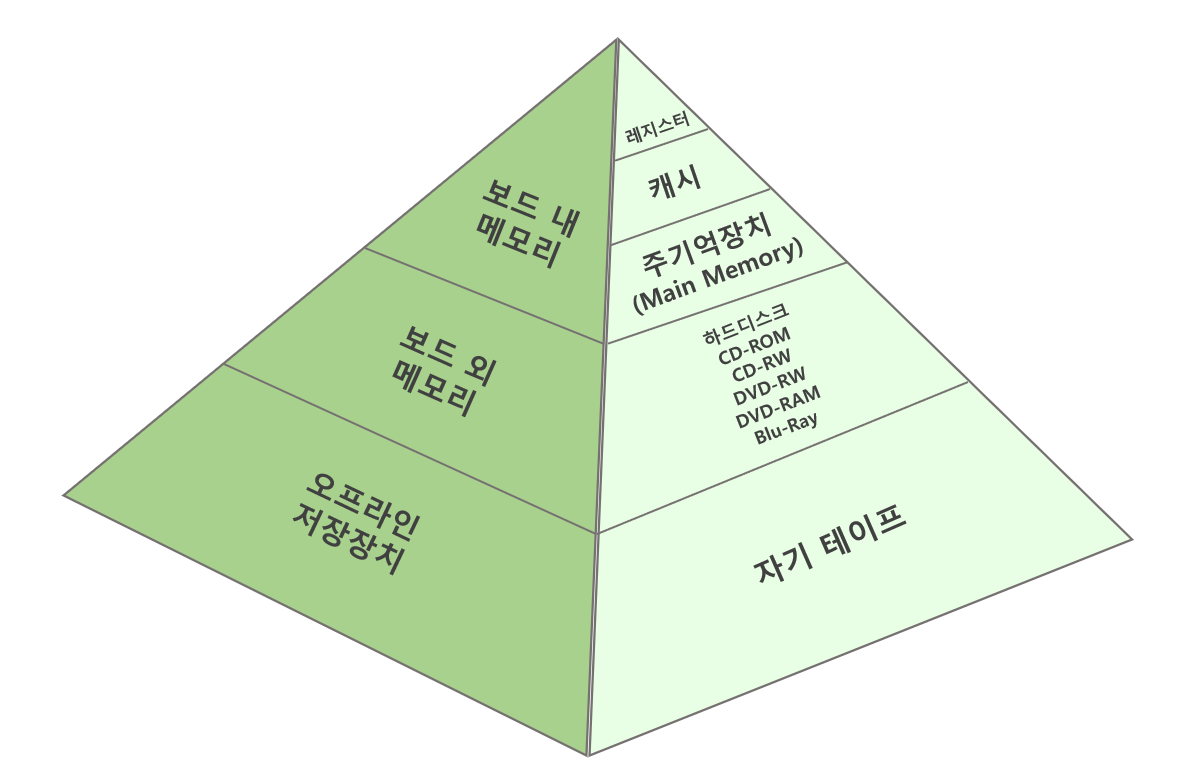 보드 내
메모리
보드 외
메모리
오프라인
저장장치
레지스터
캐시
주기억장치
(Main Memory)
하드디스크
CD-ROM
CD-RW
DVD-RW
DVD-RAM
Blu-Ray
자기 테이프